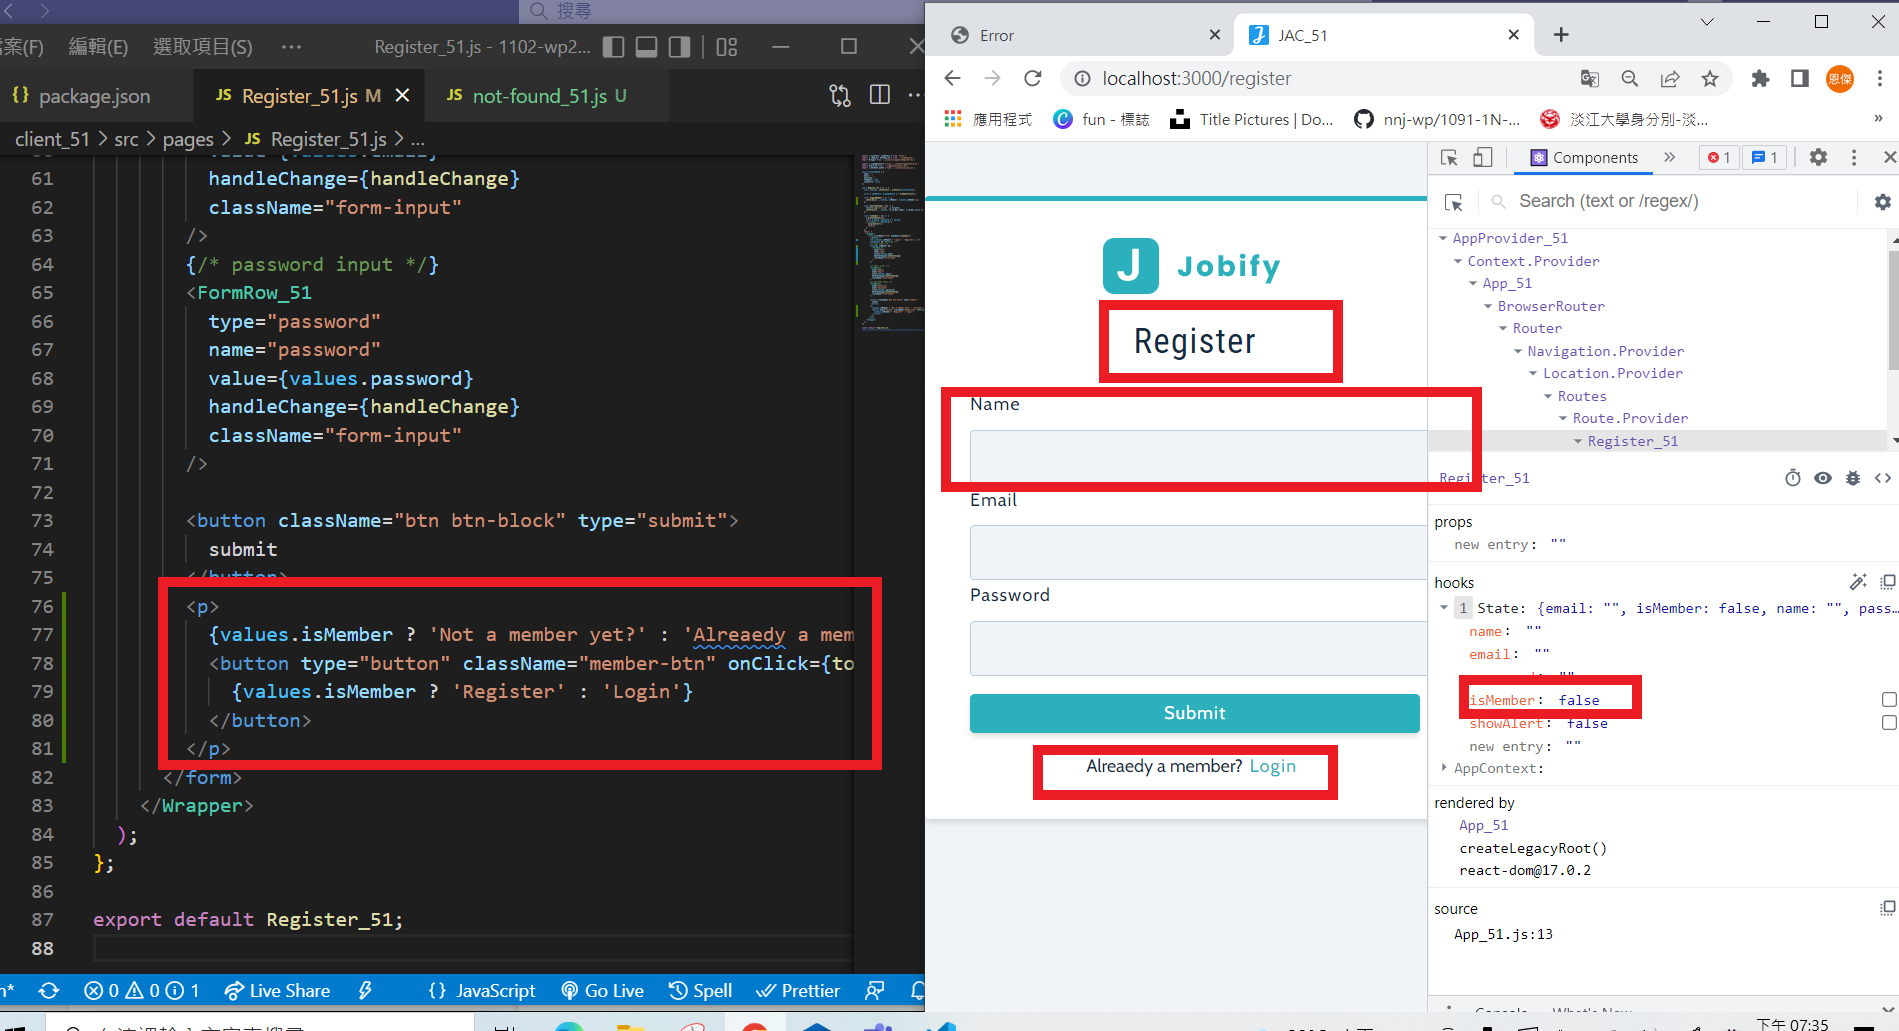 搜尋
檔案(F) 編輯(E) 選取項目(S) ··· Register_51.js - 1102-wp2...
package.json JS Register_51.js M JS not-found_51.js U
client_51 > src > pages > JS Register_51.js > ...
61 handleChange={handleChange}
62 className="form-input"
63 />
64 {/* password input */}
65 <FormRow_51
66 type="password"
67 name="password"
68 value={values.password}
69 handleChange={handleChange}
70 className="form-input"
71 />
72
73 <button className="btn btn-block" type="submit">
74 submit
75 </button>
76 <p>
77 {values.isMember ? 'Not a member yet?' : 'Alreaedy a mem
78 <button type="button" className="member-btn" onClick={to
79 {values.isMember ? 'Register' : 'Login'}
80 </button>
81 </p>
82 </form>
83 </Wrapper>
84 );
85 };
86
87 export default Register_51;
88
0 0 1 Live Share {} JavaScript Go Live Spell Prettier
Error JAC_51
localhost:3000/register
恩傑
應用程式 fun - 標誌 Title Pictures | Do... nnj-wp/1091-1N-... 淡江大學身分別-淡...
J Jobify
Register
Name
Email
Password
Submit
Alreaedy a member? Login
Components 1 1
Search (text or /regex/)
AppProvider_51
Context.Provider
App_51
BrowserRouter
Router
Navigation.Provider
Location.Provider
Routes
Route.Provider
Register_51
Register_51
props
new entry: ""
hooks
1 State: {email: "", isMember: false, name: "", pass...
name: ""
email: ""
isMember: false
showAlert: false
new entry: ""
AppContext:
rendered by
App_51
createLegacyRoot()
react-dom@17.0.2
source
App_51.js:13
Console What's New
下午 07:35